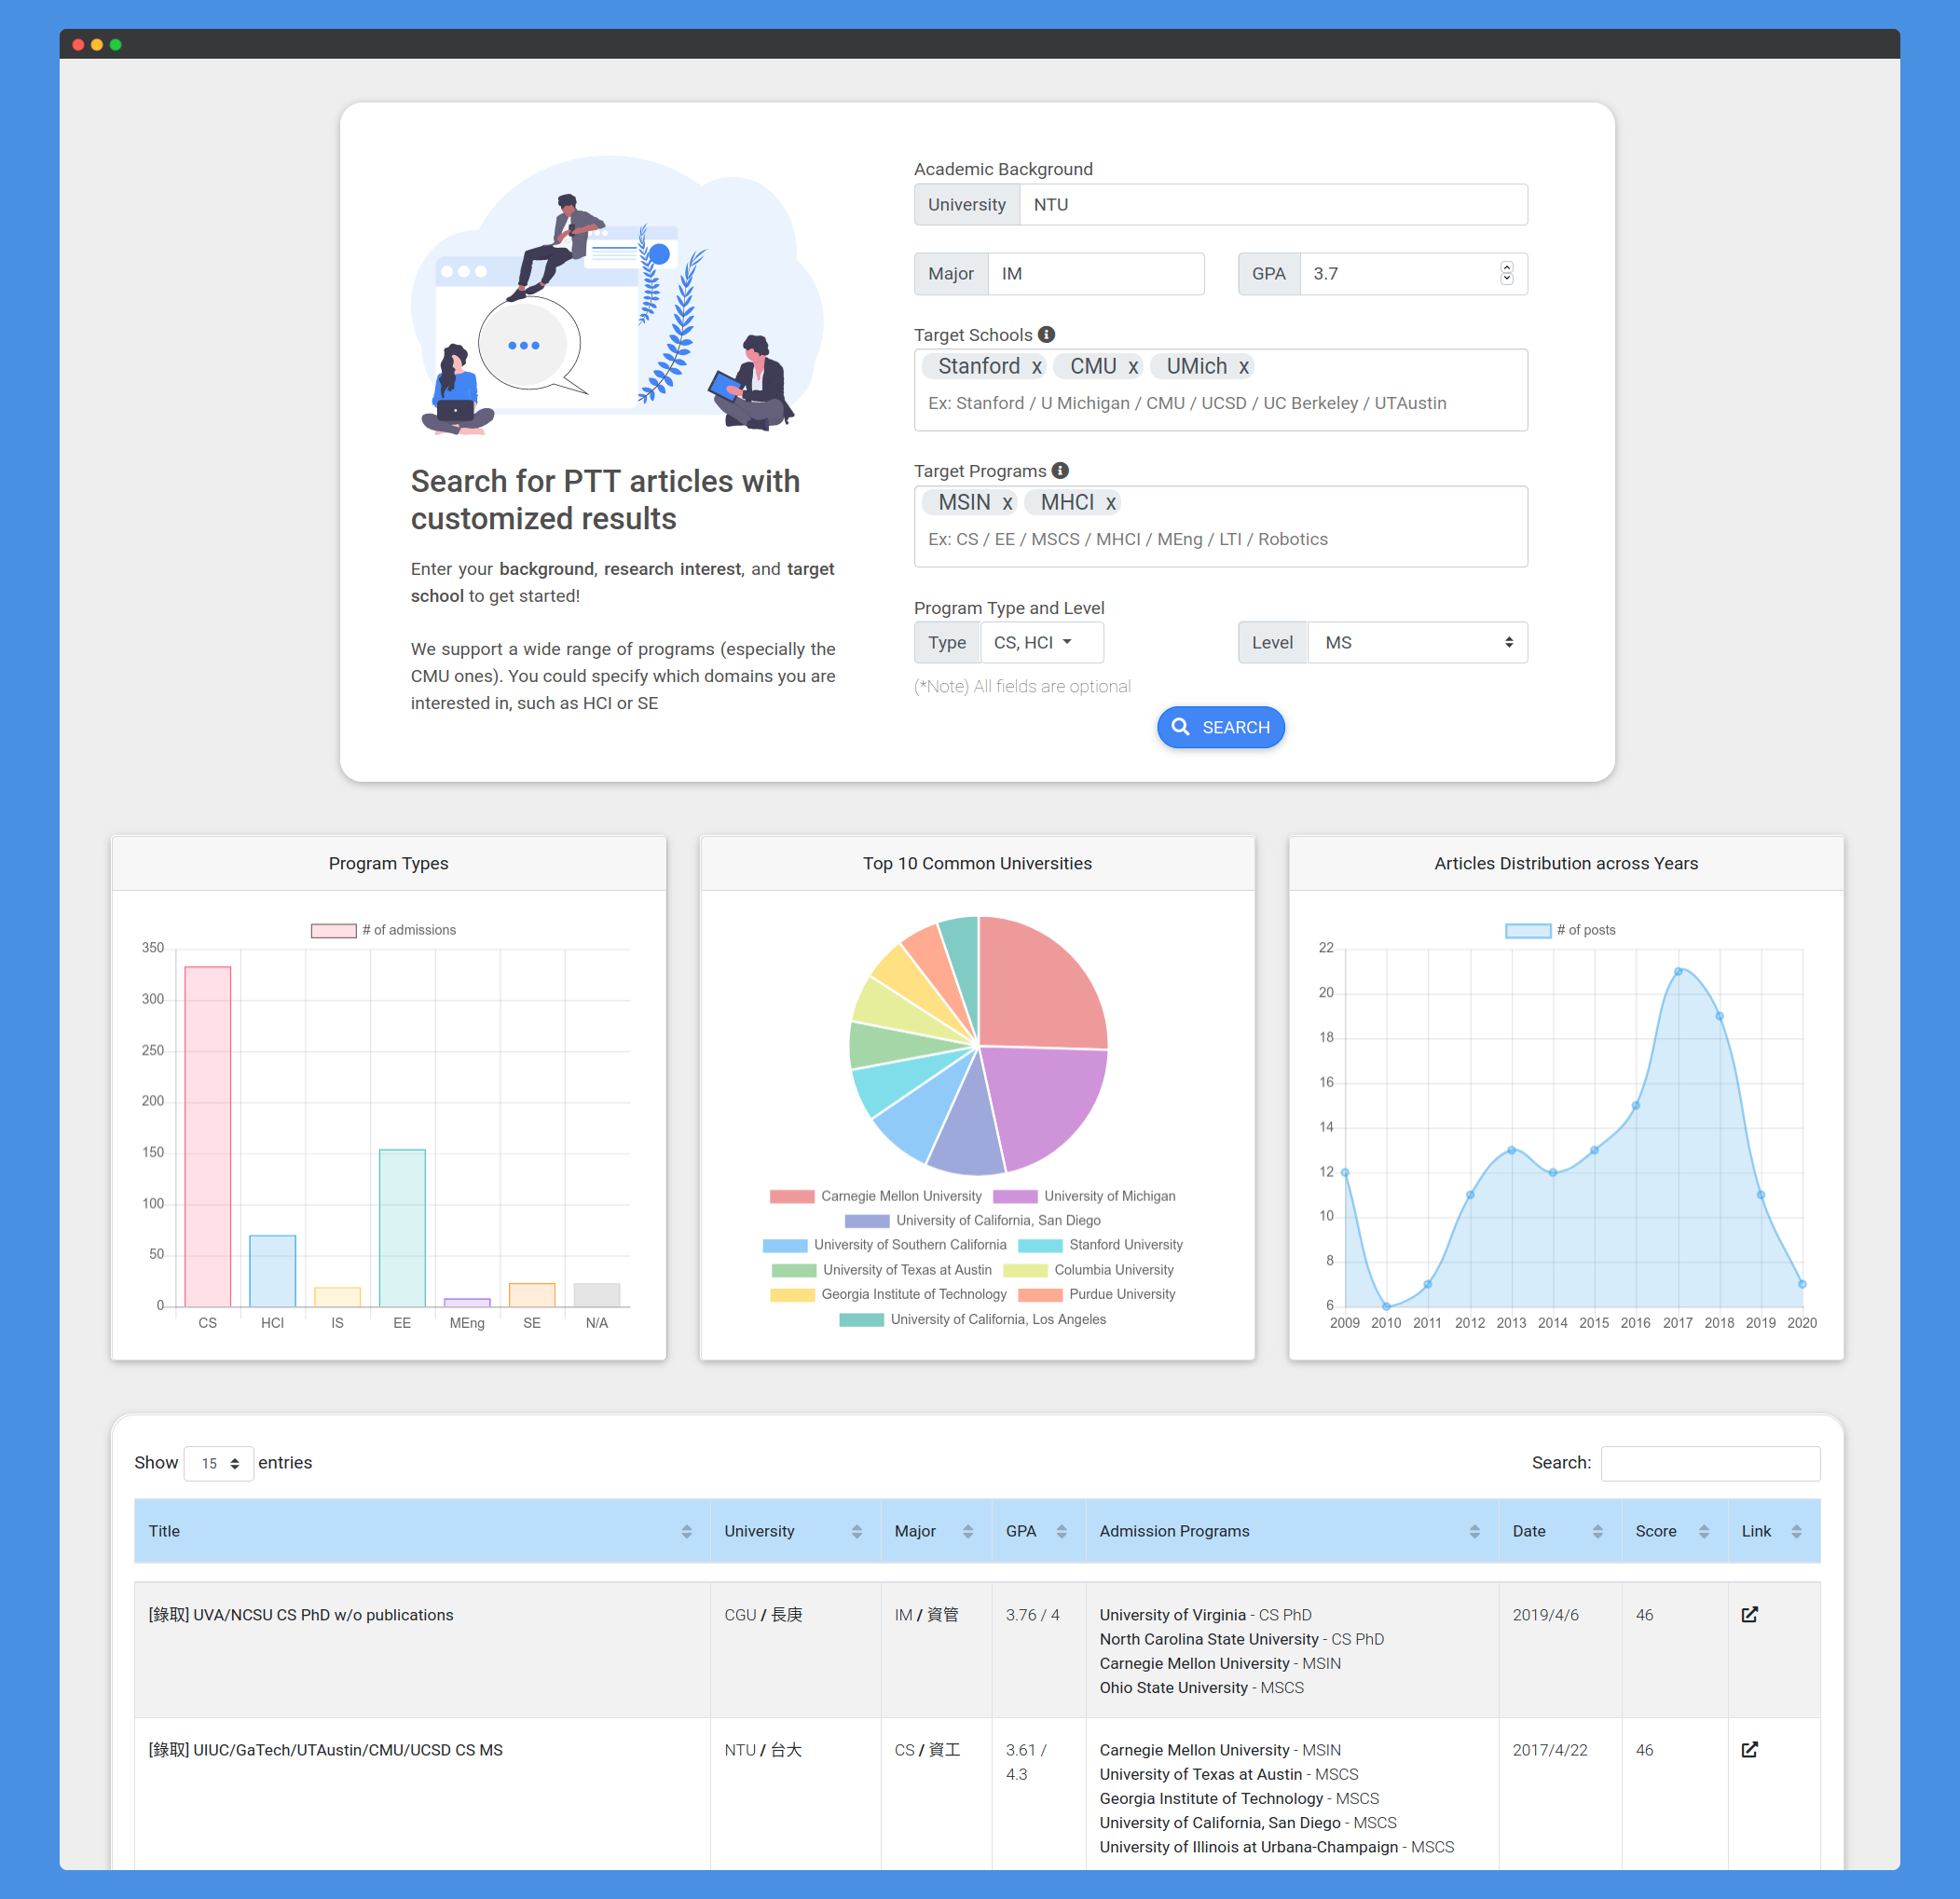 Academic Background
University NTU
Major IM GPA 3.7
Target Schools
Stanford x CMU x UMich x
Ex: Stanford / U Michigan / CMU / UCSD / UC Berkeley / UTAustin
Target Programs
MSIN x MHCI x
Ex: CS / EE / MSCS / MHCI / MEng / LTI / Robotics
Program Type and Level
Type CS, HCI Level MS
(*Note) All fields are optional
SEARCH
Search for PTT articles with
customized results
Enter your background, research interest, and target
school to get started!
We support a wide range of programs (especially the
CMU ones). You could specify which domains you are
interested in, such as HCI or SE
Program Types
# of admissions
350
300
250
200
150
100
50
0
CS HCI IS EE MEng SE N/A
Top 10 Common Universities
Carnegie Mellon University University of Michigan
University of California, San Diego
University of Southern California Stanford University
University of Texas at Austin Columbia University
Georgia Institute of Technology Purdue University
University of California, Los Angeles
Articles Distribution across Years
# of posts
22
20
18
16
14
12
10
8
6
2009 2010 2011 2012 2013 2014 2015 2016 2017 2018 2019 2020
Show 15 entries
Search:
Title University Major GPA Admission Programs Date Score Link
[錄取] UVA/NCSU CS PhD w/o publications CGU / 長庚 IM / 資管 3.76 / 4 University of Virginia - CS PhD 2019/4/6 46
North Carolina State University - CS PhD
Carnegie Mellon University - MSIN
Ohio State University - MSCS
[錄取] UIUC/GaTech/UTAustin/CMU/UCSD CS MS NTU / 台大 CS / 資工 3.61 / Carnegie Mellon University - MSIN 2017/4/22 46
4.3 University of Texas at Austin - MSCS
Georgia Institute of Technology - MSCS
University of California, San Diego - MSCS
University of Illinois at Urbana-Champaign - MSCS